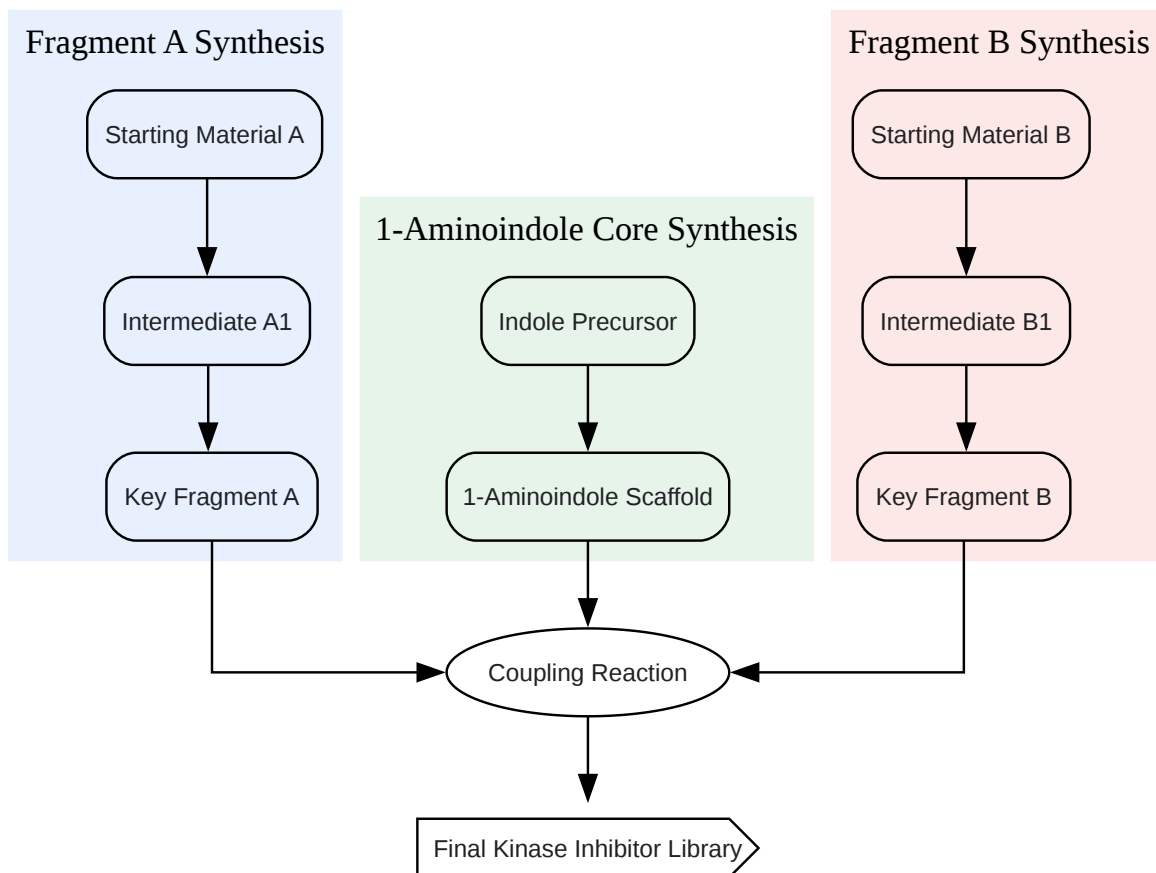 Fragment A Synthesis
Starting Material A
Intermediate A1
Key Fragment A
1-Aminoindole Core Synthesis
Indole Precursor
1-Aminoindole Scaffold
Fragment B Synthesis
Starting Material B
Intermediate B1
Key Fragment B
Coupling Reaction
Final Kinase Inhibitor Library